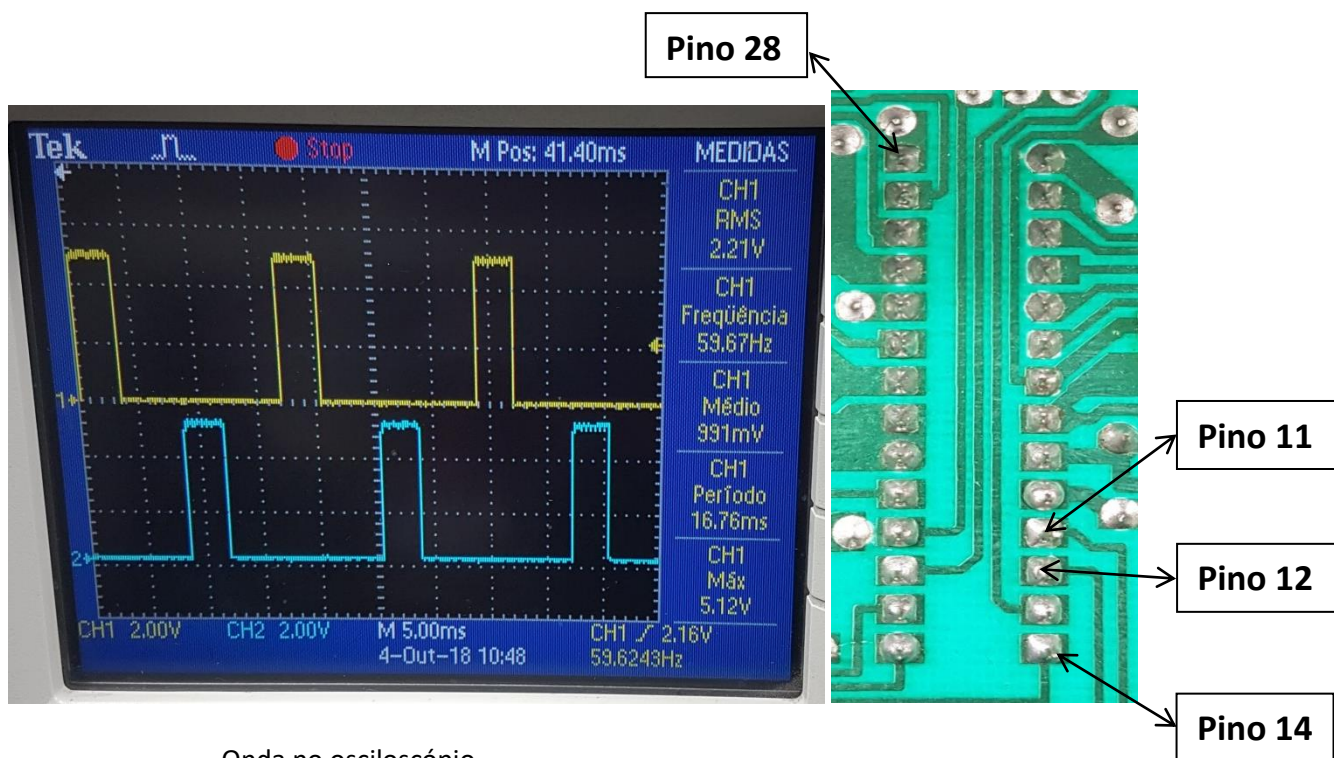 Pino 28
Tek Stop M Pos: 41.40ms MEDIDAS
CH1
RMS
2.21V
CH1
Freqüência
59.67Hz
CH1
Médio
991mV
CH1
Período
16.76ms
CH1
Máx
5.12V
1
2
CH1 2.00V CH2 2.00V M 5.00ms CH1 2.16V
4-Out-18 10:48 59.6243Hz
Pino 11
Pino 12
Pino 14